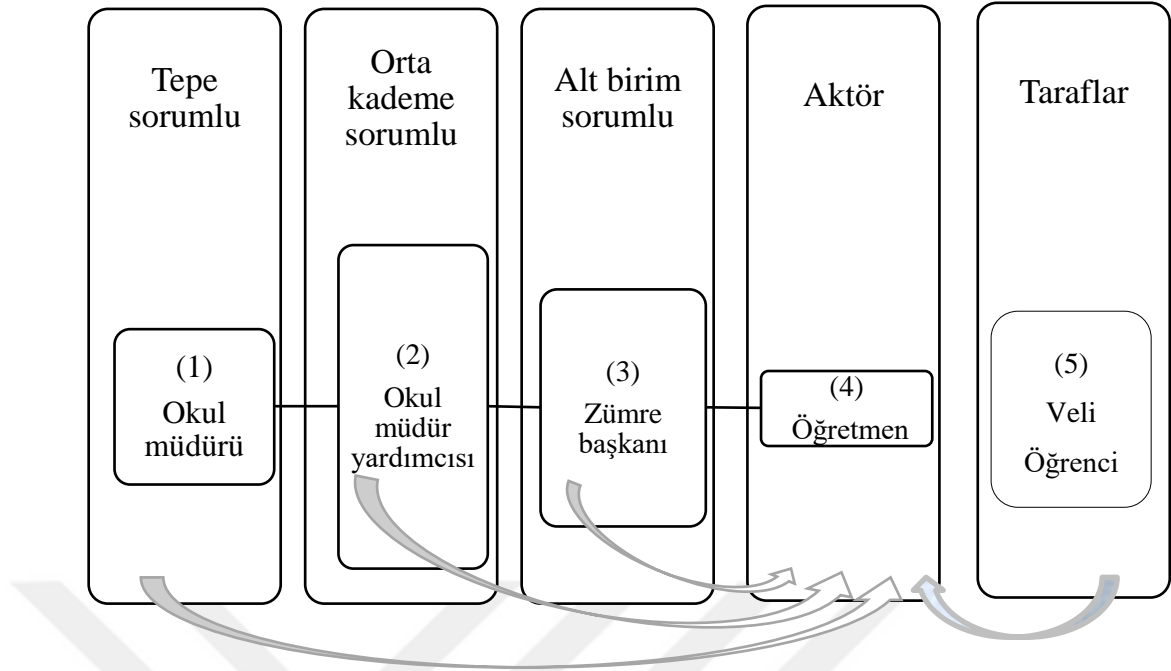 Tepe
sorumlu
Orta
kademe
sorumlu
Alt birim
sorumlu
Aktör
Taraflar
(1)
Okul
müdürü
(2)
Okul
müdür
yardımcısı
(3)
Zümre
başkanı
(4)
Öğretmen
(5)
Veli
Öğrenci